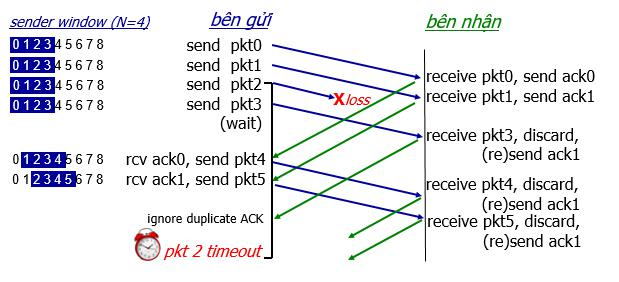 sender window (N=4)
bên gửi
bên nhận
0 1 2 3 4 5 6 7 8
send pkt0
0 1 2 3 4 5 6 7 8
send pkt1
0 1 2 3 4 5 6 7 8
send pkt2
0 1 2 3 4 5 6 7 8
send pkt3
(wait)
X loss
receive pkt0, send ack0
receive pkt1, send ack1
receive pkt3, discard,
(re)send ack1
0 1 2 3 4 5 6 7 8
rcv ack0, send pkt4
0 1 2 3 4 5 6 7 8
rcv ack1, send pkt5
receive pkt4, discard,
(re)send ack1
receive pkt5, discard,
(re)send ack1
ignore duplicate ACK
pkt 2 timeout